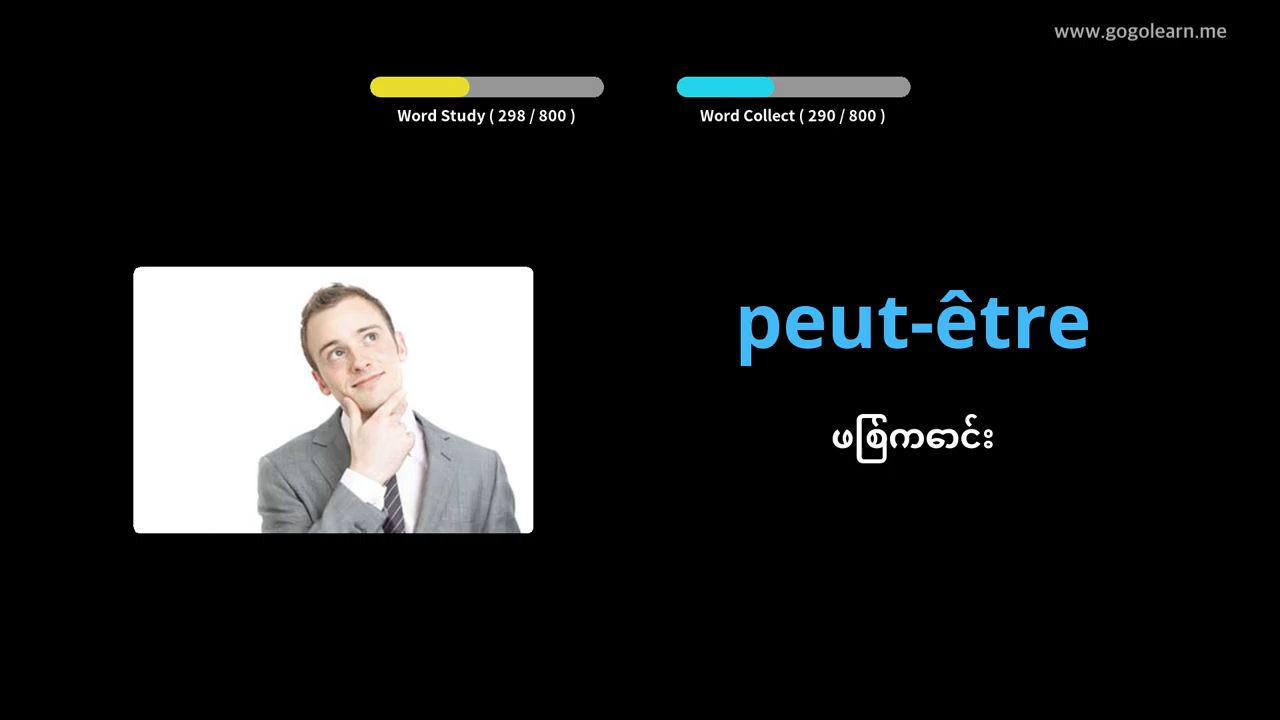 www.gogolearn.me
Word Study ( 298 / 800 )
Word Collect ( 290 / 800 )
peut-être
ဖြစ်ကောင်း